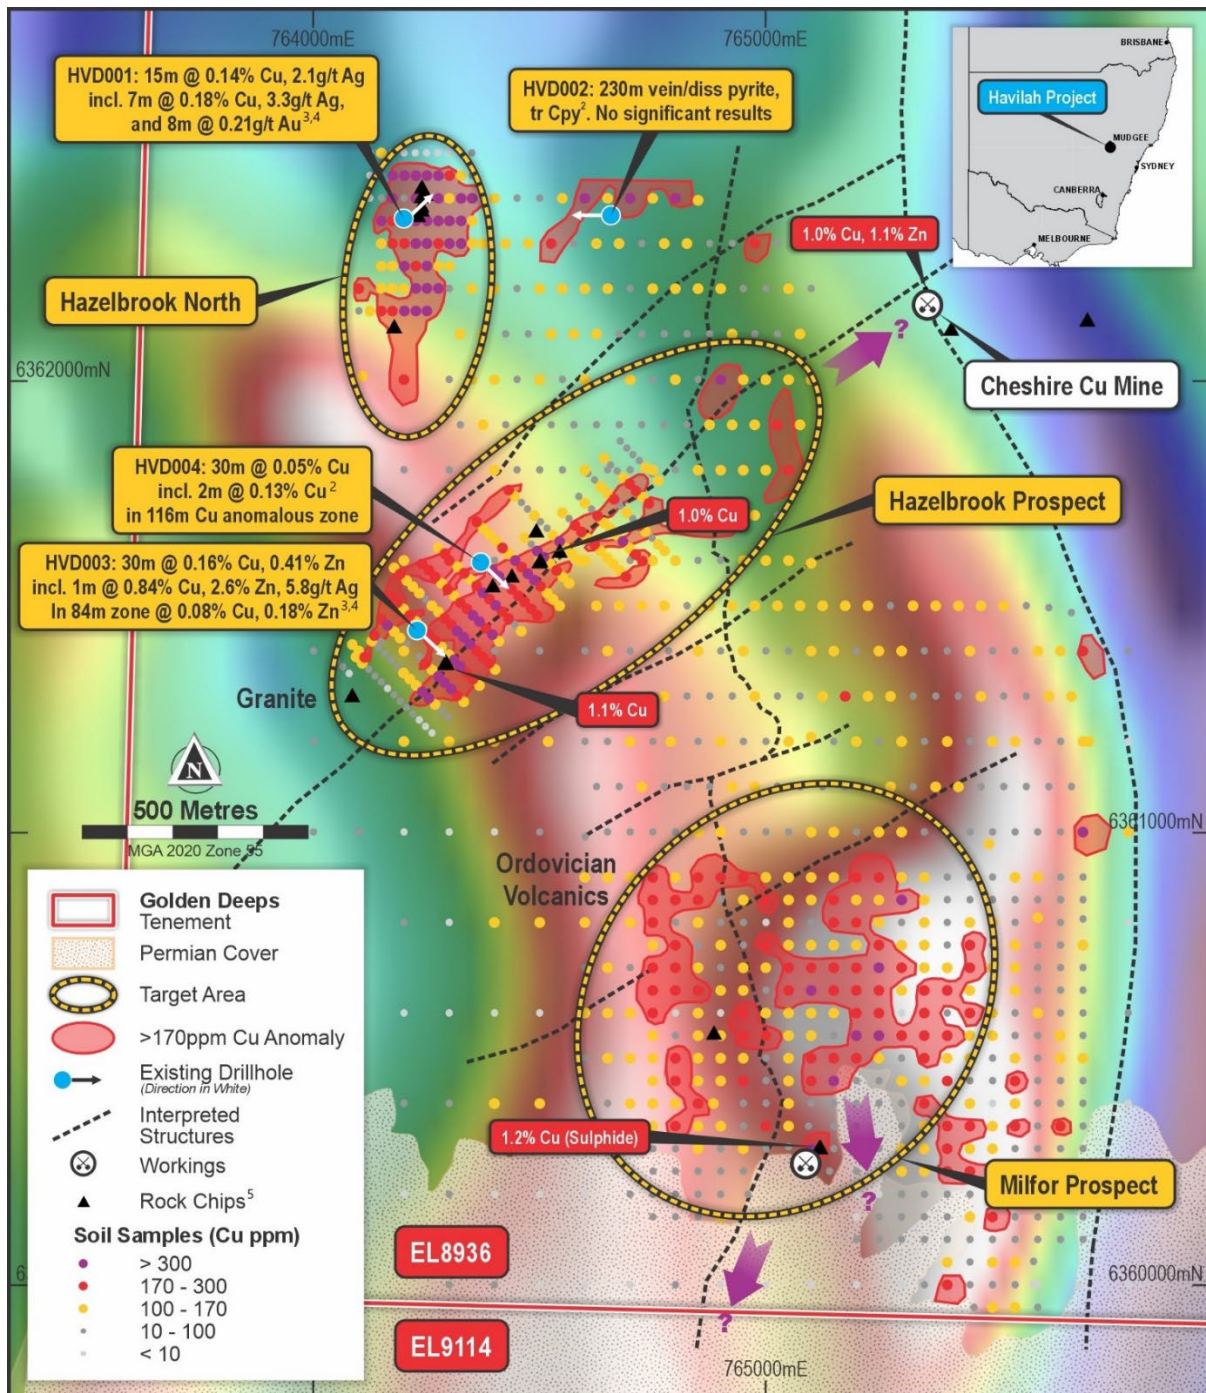 764000mE
765000mE
HVD001: 15m @ 0.14% Cu, 2.1g/t Ag
incl. 7m @ 0.18% Cu, 3.3g/t Ag,
and 8m @ 0.21g/t Au3,4
HVD002: 230m vein/diss pyrite,
tr Cpy2. No significant results
BRISBANE
Havilah Project
MUDGEE
SYDNEY
CANBERRA
MELBOURNE
1.0% Cu, 1.1% Zn
Hazelbrook North
?
6362000mN
Cheshire Cu Mine
HVD004: 30m @ 0.05% Cu
incl. 2m @ 0.13% Cu2
in 116m Cu anomalous zone
Hazelbrook Prospect
1.0% Cu
HVD003: 30m @ 0.16% Cu, 0.41% Zn
incl. 1m @ 0.84% Cu, 2.6% Zn, 5.8g/t Ag
In 84m zone @ 0.08% Cu, 0.18% Zn3,4
Granite
1.1% Cu
N
500 Metres
MGA 2020 Zone 55
6361000mN
Ordovician
Volcanics
Golden Deeps
Tenement
Permian Cover
Target Area
>170ppm Cu Anomaly
Existing Drillhole
(Direction in White)
Interpreted
Structures
Workings
Rock Chips5
Soil Samples (Cu ppm)
> 300
170 - 300
100 - 170
10 - 100
< 10
1.2% Cu (Sulphide)
Milfor Prospect
?
EL8936
6360000mN
?
EL9114
765000mE